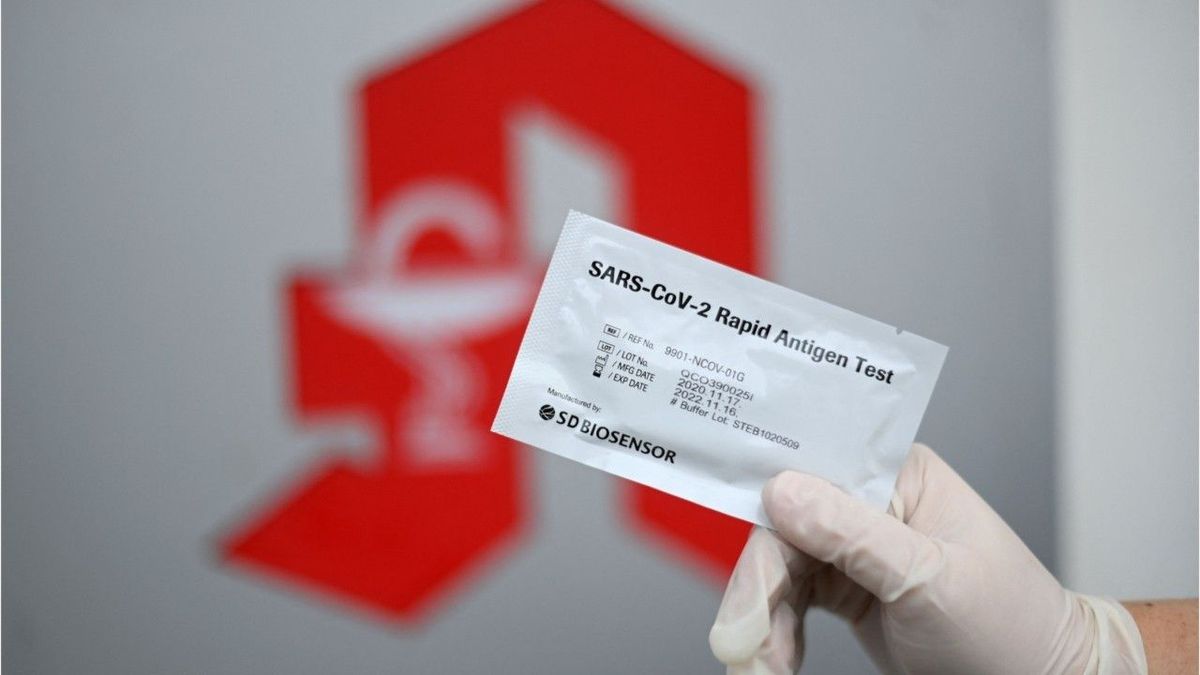 SARS-CoV-2 Rapid Antigen Test
REF / REF No. 9901-NCOV-01G
LOT / LOT No. QCO390025I
/ MFG DATE 2020.11.17.
/ EXP DATE 2022.11.16.
# Buffer Lot. STEB1020509
Manufactured by:
SD BIOSENSOR